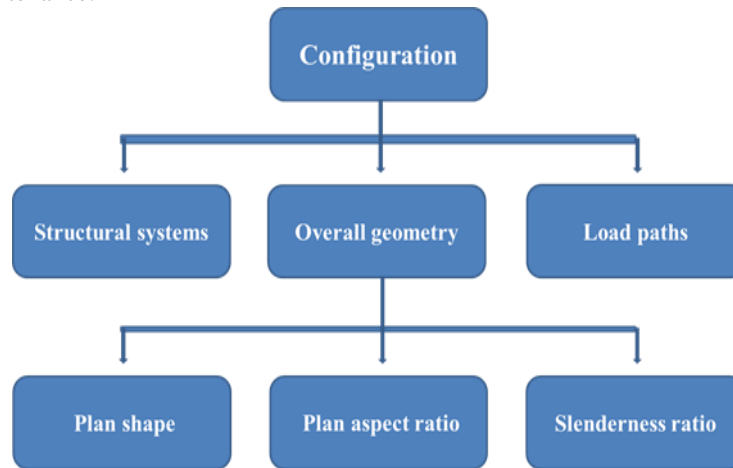 Configuration
Structural systems
Overall geometry
Load paths
Plan shape
Plan aspect ratio
Slenderness ratio